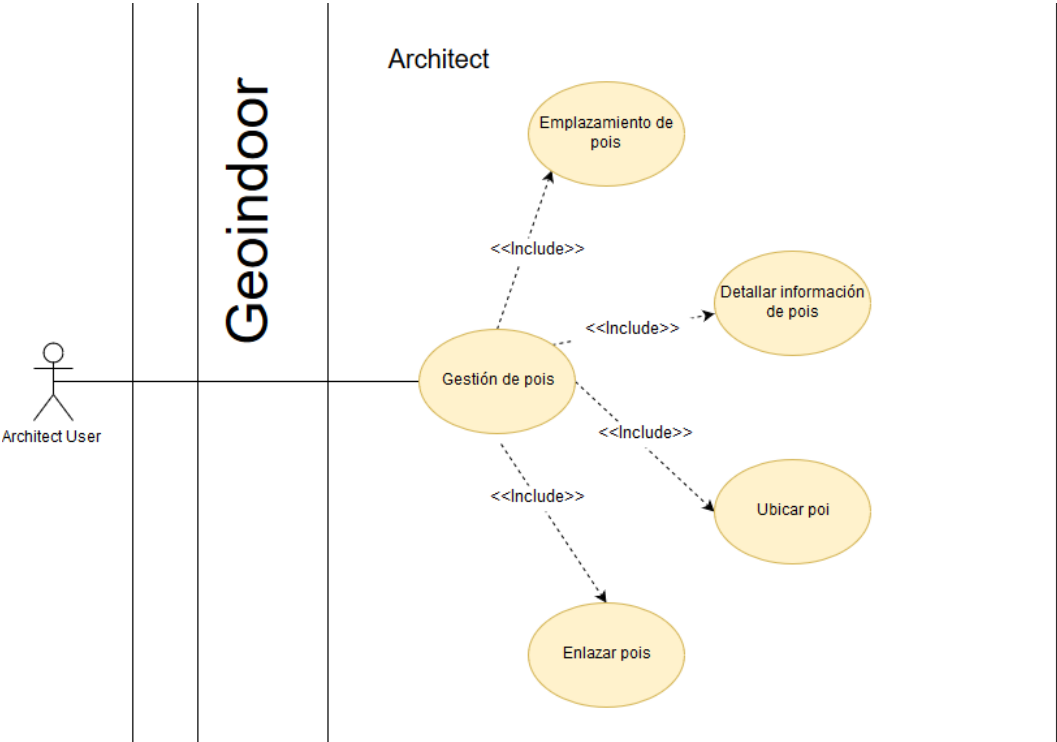 Architect
Geoindoor
Emplazamiento de
pois
<<Include>>
Detallar información
de pois
<<Include>>
Gestión de pois
Architect User
<<Include>>
<<Include>>
Ubicar poi
Enlazar pois